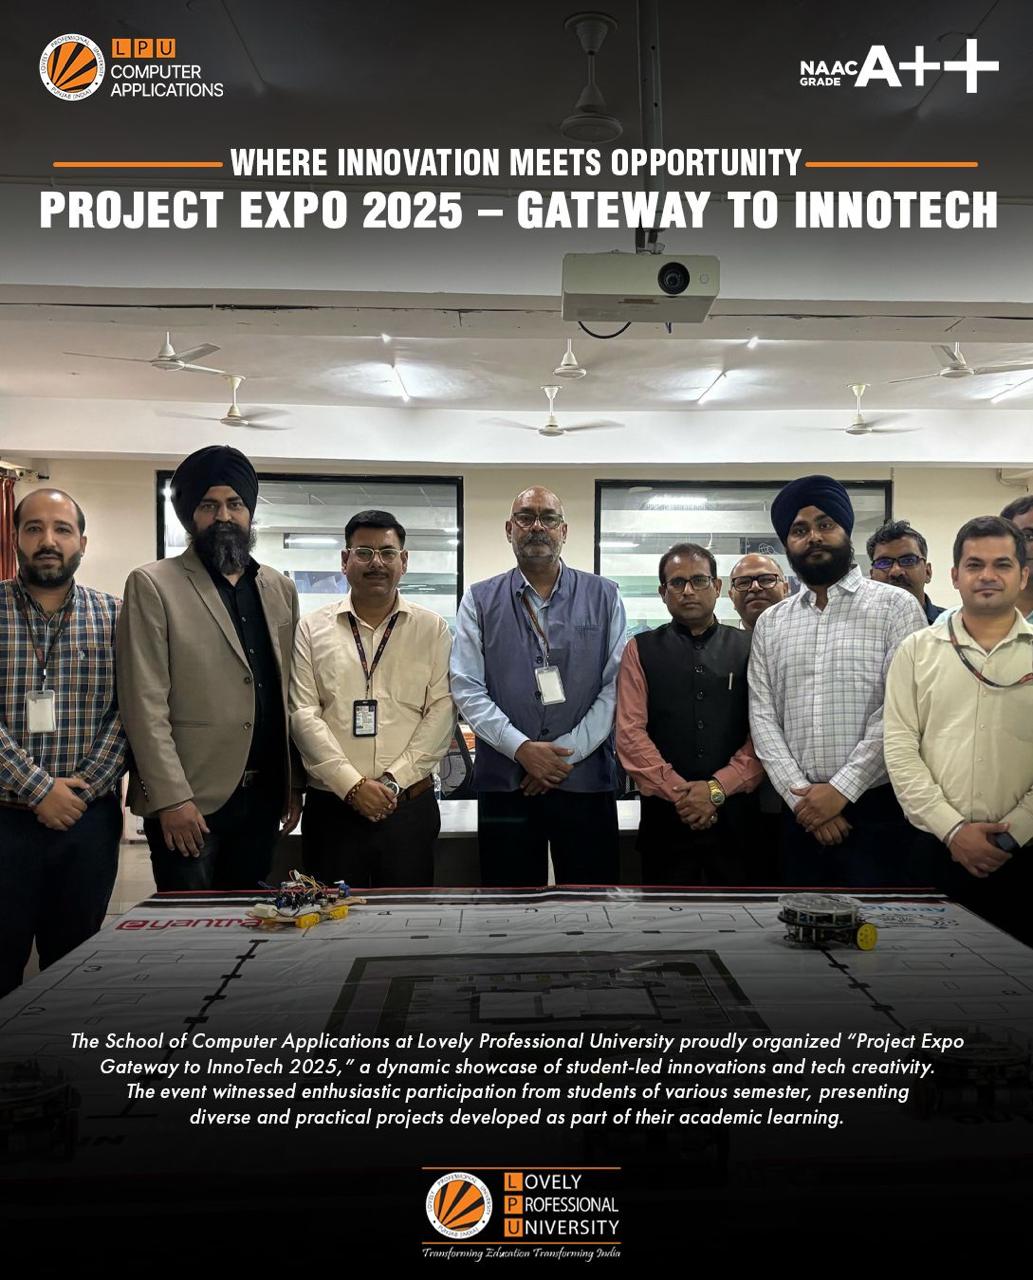 LPU
COMPUTER
APPLICATIONS
NAAC
GRADE A++
WHERE INNOVATION MEETS OPPORTUNITY
PROJECT EXPO 2025 – GATEWAY TO INNOTECH
eyantra
The School of Computer Applications at Lovely Professional University proudly organized “Project Expo
Gateway to InnoTech 2025,” a dynamic showcase of student-led innovations and tech creativity.
The event witnessed enthusiastic participation from students of various semester, presenting
diverse and practical projects developed as part of their academic learning.
LOVELY
PROFESSIONAL
UNIVERSITY
Transforming Education Transforming India